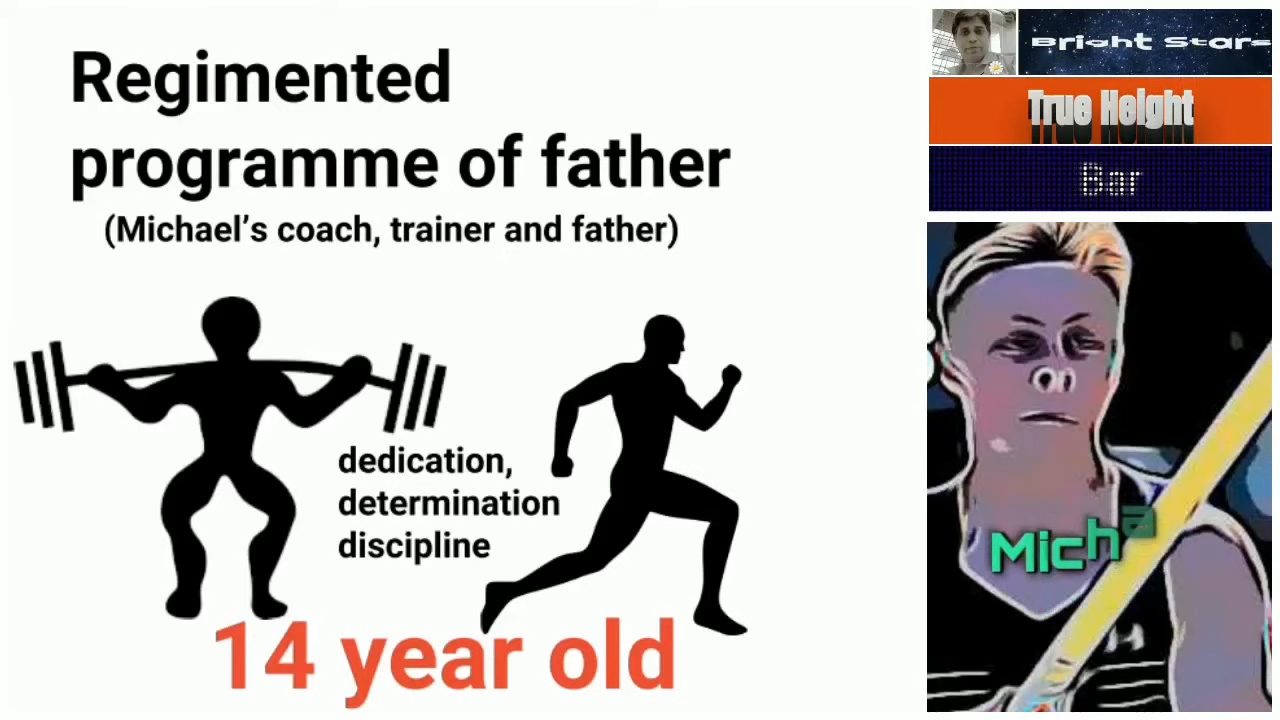 Regimented
programme of father
(Michael’s coach, trainer and father)
dedication,
determination
discipline
14 year old
Bright Stars
True Height
Bar
Micha